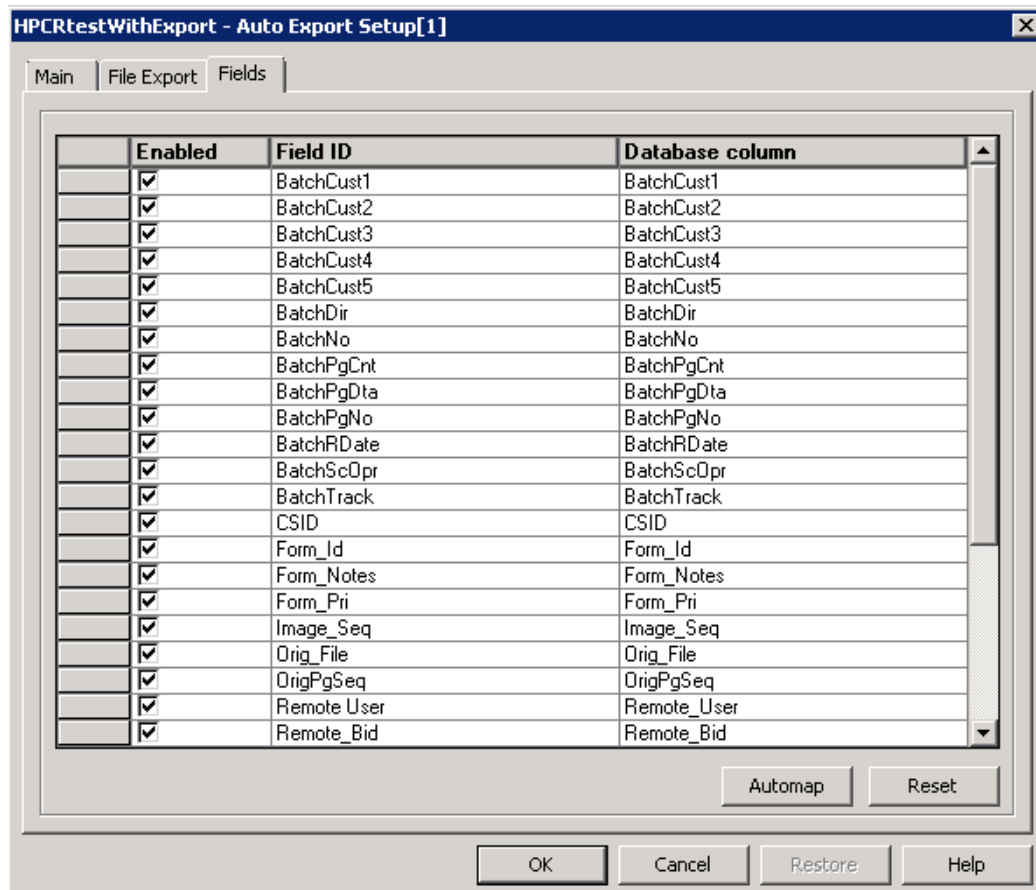 HPCRtestWithExport - Auto Export Setup[1]
Main File Export Fields
Enabled Field ID Database column
BatchCust1 BatchCust1
BatchCust2 BatchCust2
BatchCust3 BatchCust3
BatchCust4 BatchCust4
BatchCust5 BatchCust5
BatchDir BatchDir
BatchNo BatchNo
BatchPgCnt BatchPgCnt
BatchPgDta BatchPgDta
BatchPgNo BatchPgNo
BatchRDate BatchRDate
BatchScOpr BatchScOpr
BatchTrack BatchTrack
CSID CSID
Form_Id Form_Id
Form_Notes Form_Notes
Form_Pri Form_Pri
Image_Seq Image_Seq
Orig_File Orig_File
OrigPgSeq OrigPgSeq
Remote User Remote_User
Remote_Bid Remote_Bid
Automap Reset
OK Cancel Restore Help